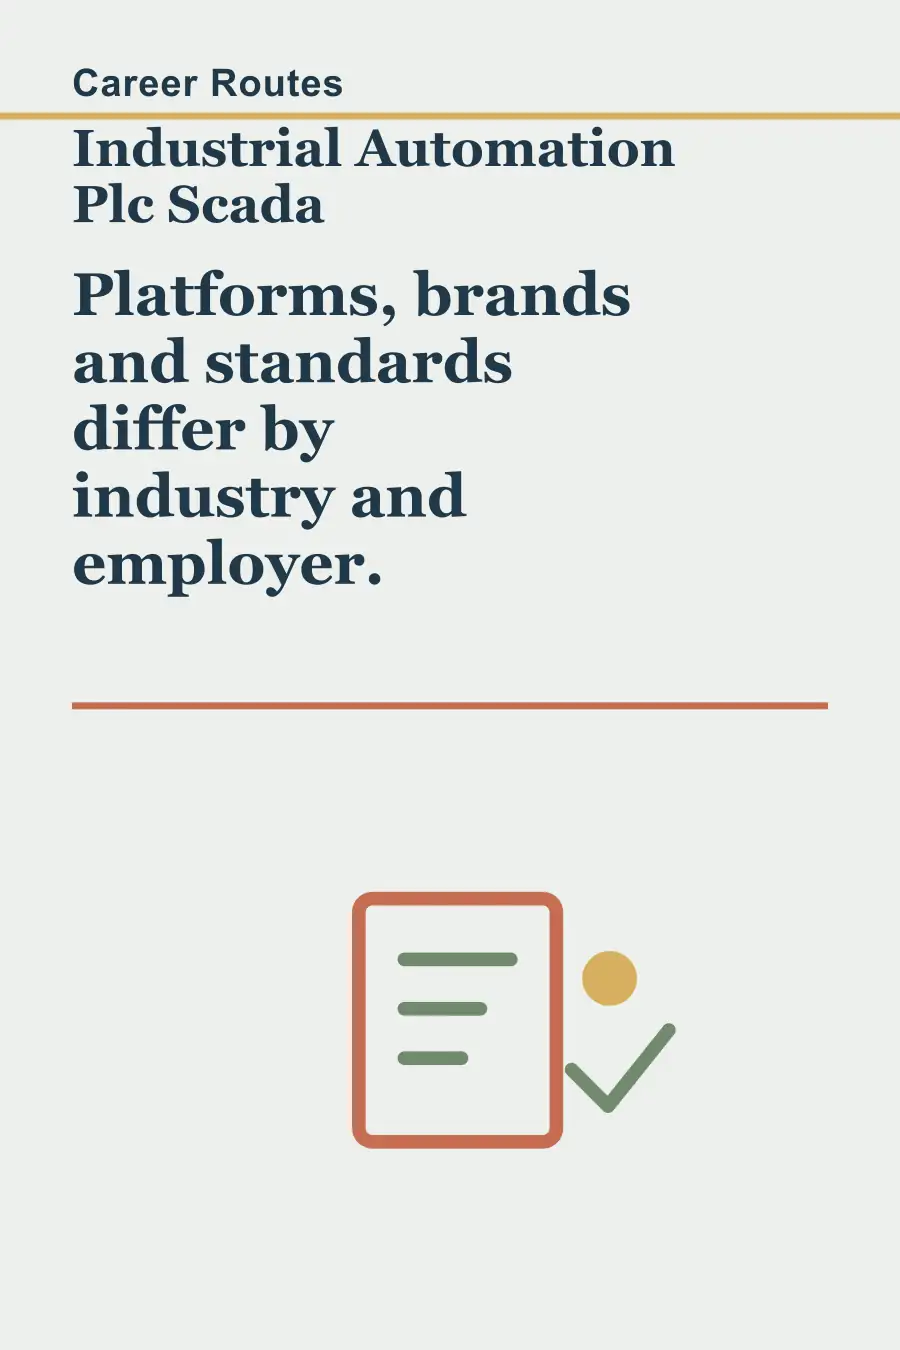 Career Routes
Industrial Automation
Plc Scada
Platforms, brands
and standards
differ by
industry and
employer.